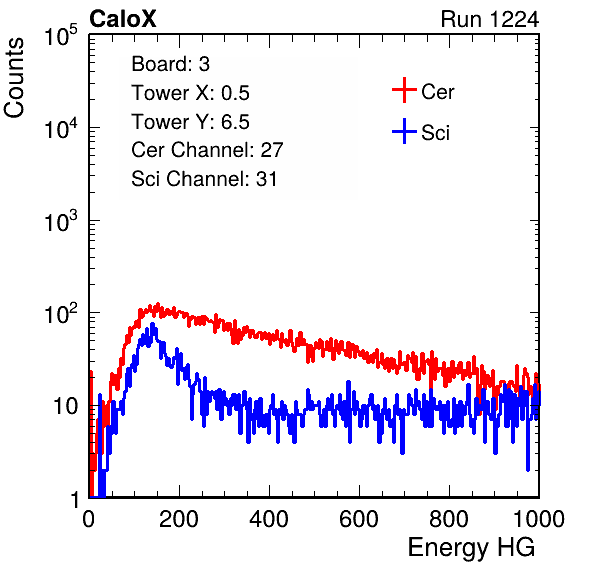 CaloX Run 1224
Counts
10^5
10^4
10^3
10^2
10
1
Board: 3
Tower X: 0.5
Tower Y: 6.5
Cer Channel: 27
Sci Channel: 31
Cer
Sci
0 200 400 600 800 1000
Energy HG